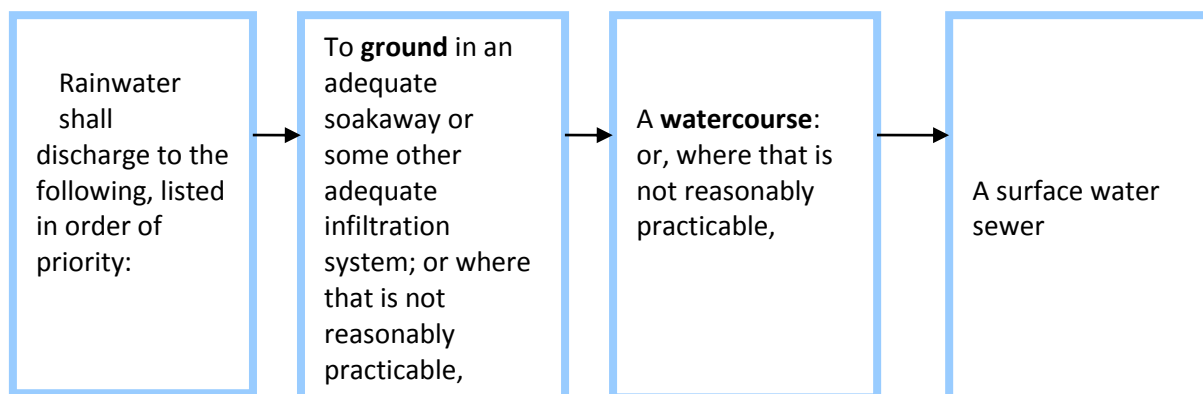 Rainwater
shall
discharge to the
following, listed
in order of
priority:
To ground in an
adequate
soakaway or
some other
adequate
infiltration
system; or where
that is not
reasonably
practicable,
A watercourse:
or, where that is
not reasonably
practicable,
A surface water
sewer